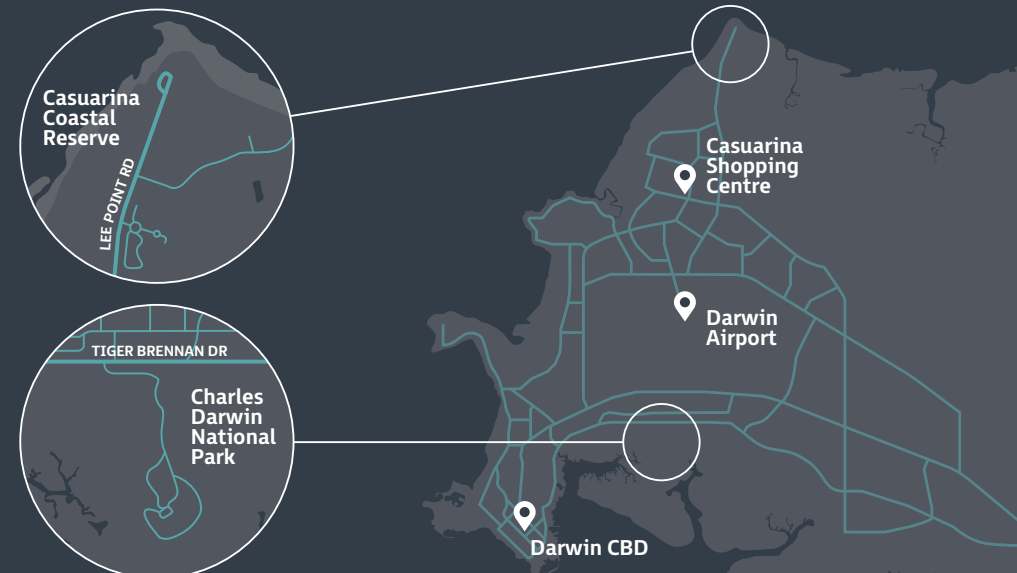 Casuarina
Coastal
Reserve
LEE POINT RD
Casuarina
Shopping
Centre
Darwin
Airport
TIGER BRENNAN DR
Charles
Darwin
National
Park
Darwin CBD